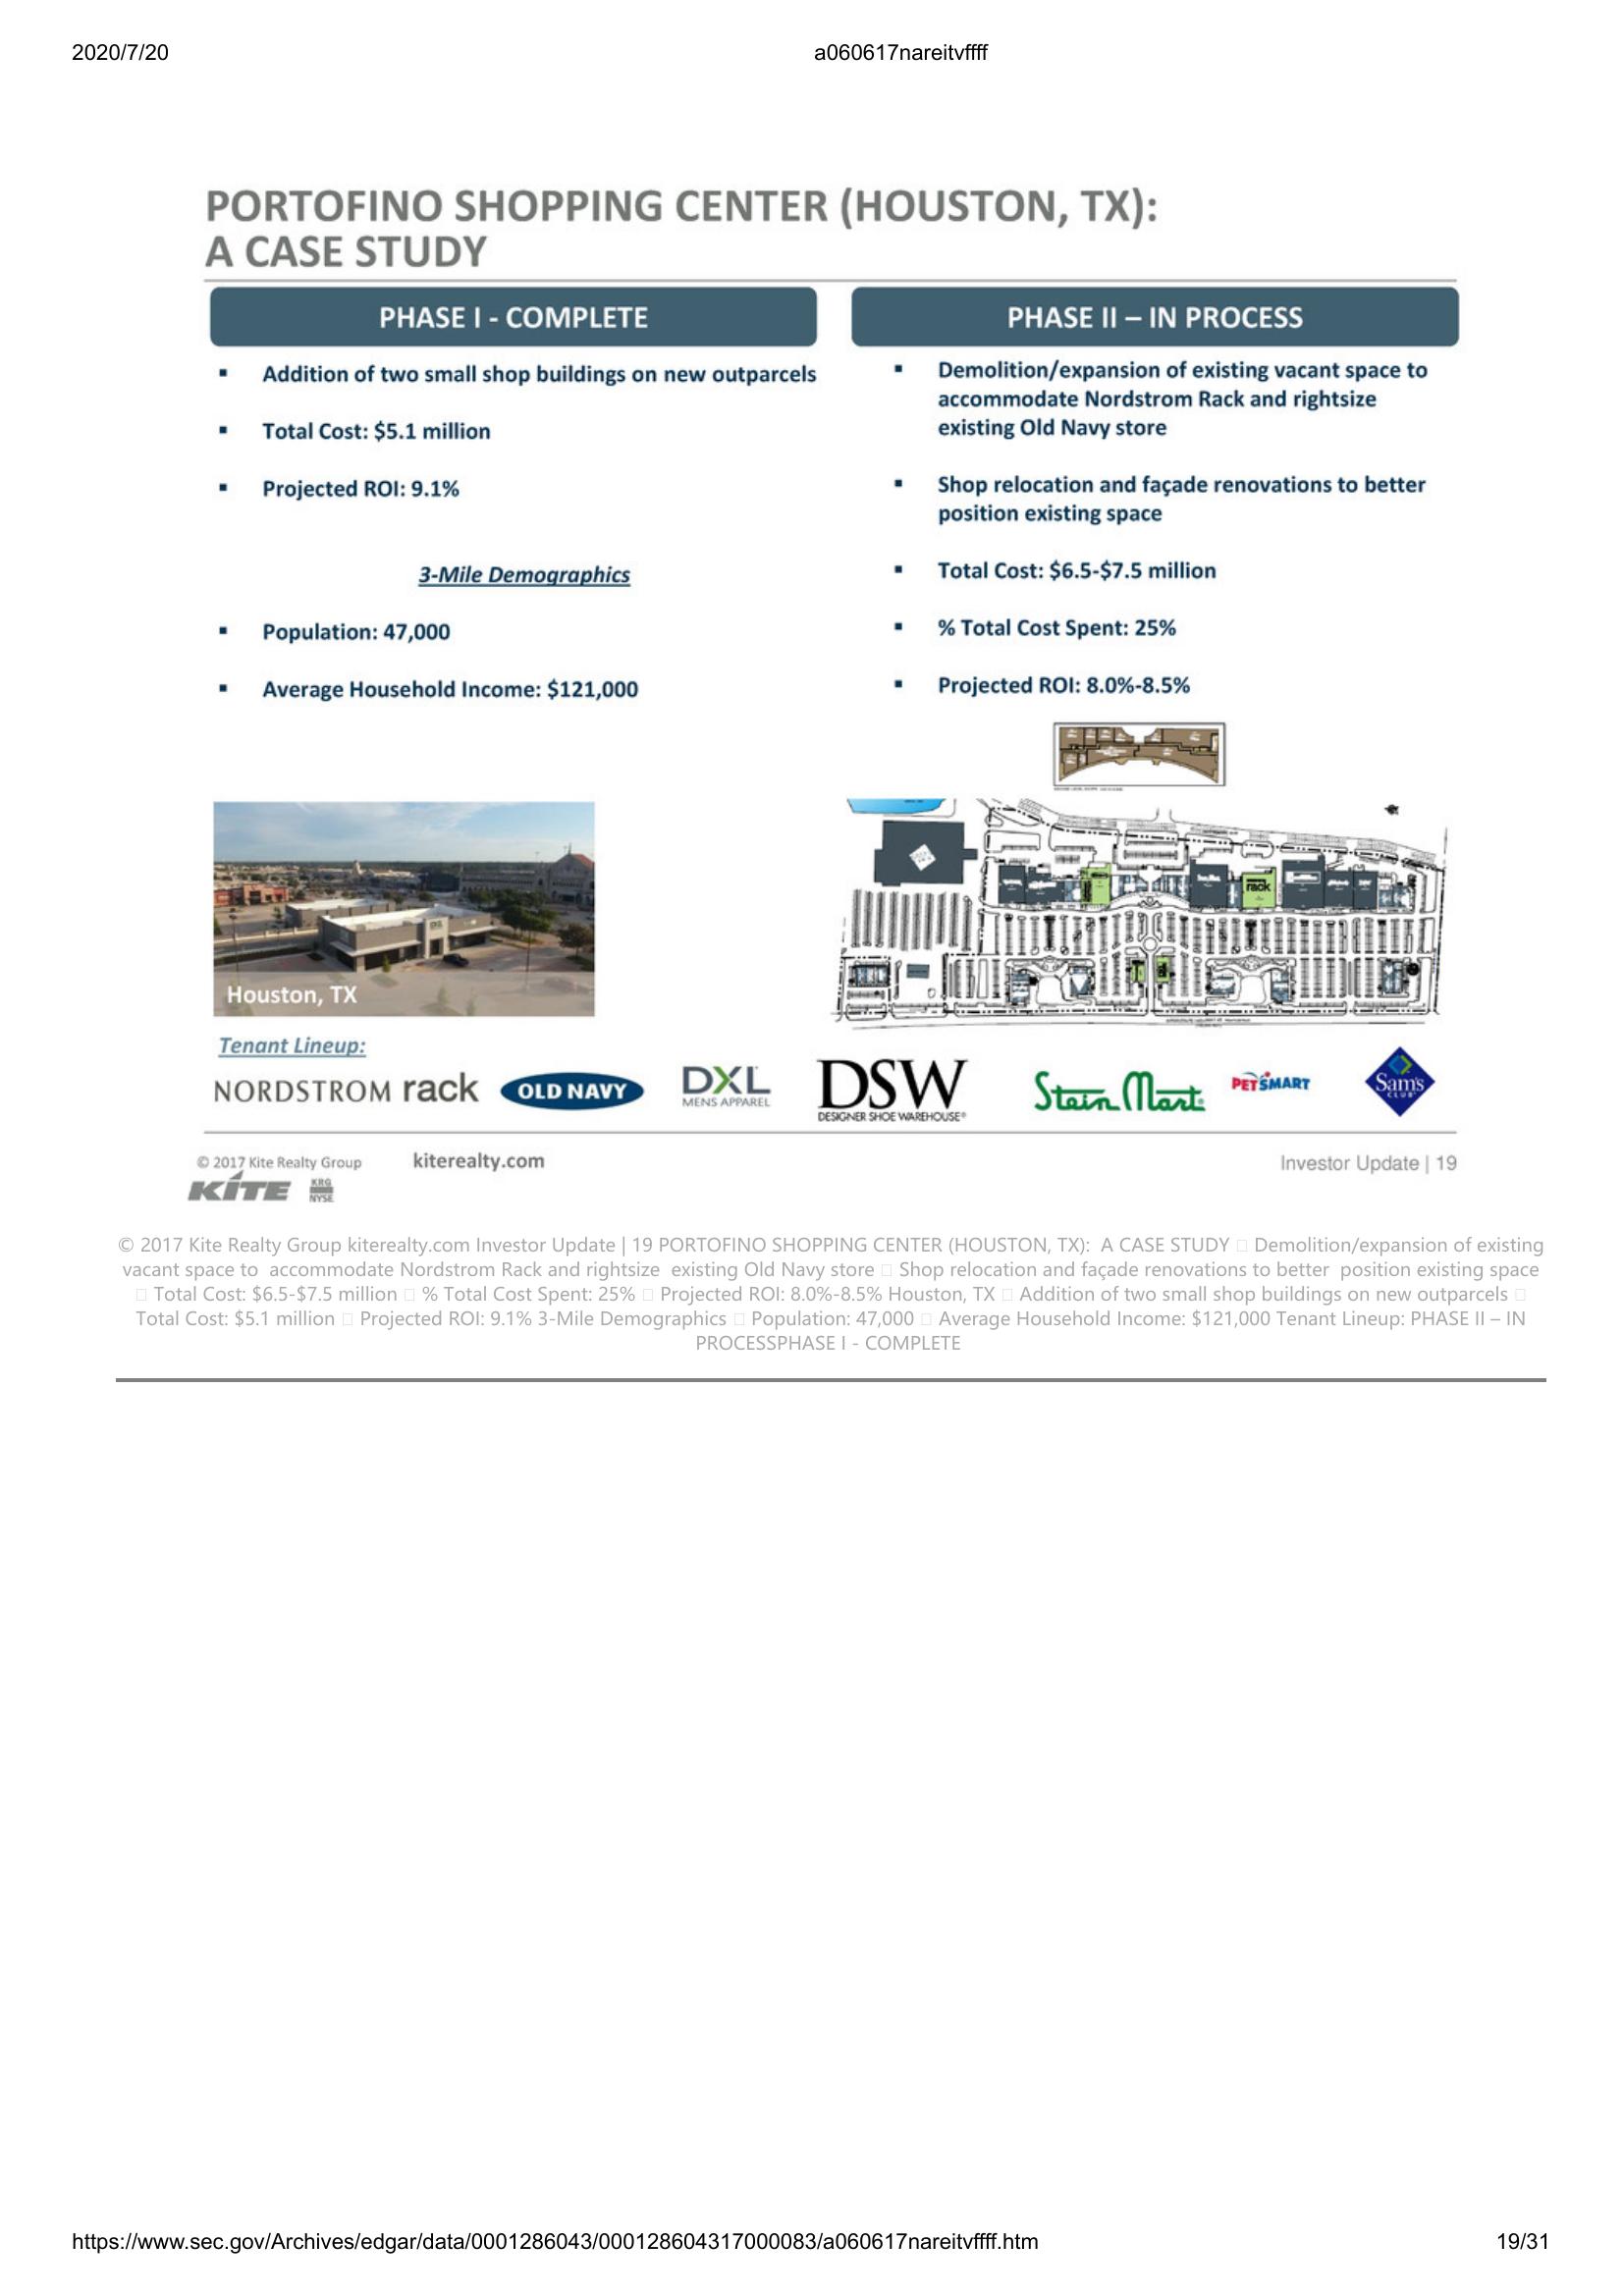 2020/7/20
a060617nareitvffff
PORTOFINO SHOPPING CENTER (HOUSTON, TX):
A CASE STUDY
PHASE I - COMPLETE
▪ Addition of two small shop buildings on new outparcels
▪ Total Cost: $5.1 million
▪ Projected ROI: 9.1%
3-Mile Demographics
▪ Population: 47,000
▪ Average Household Income: $121,000
PHASE II – IN PROCESS
▪ Demolition/expansion of existing vacant space to
accommodate Nordstrom Rack and rightsize
existing Old Navy store
▪ Shop relocation and façade renovations to better
position existing space
▪ Total Cost: $6.5-$7.5 million
▪ % Total Cost Spent: 25%
▪ Projected ROI: 8.0%-8.5%
rack
DXL
Houston, TX
Tenant Lineup:
NORDSTROM rack
OLD NAVY
DXL
MENS APPAREL
DSW
DESIGNER SHOE WAREHOUSE®
Stein Mart®
PETSMART
Sam's
CLUB
© 2017 Kite Realty Group
kiterealty.com
Investor Update | 19
KITE
KRG
NYSE
© 2017 Kite Realty Group kiterealty.com Investor Update | 19 PORTOFINO SHOPPING CENTER (HOUSTON, TX): A CASE STUDY  Demolition/expansion of existing
vacant space to accommodate Nordstrom Rack and rightsize existing Old Navy store  Shop relocation and façade renovations to better position existing space
 Total Cost: $6.5-$7.5 million  % Total Cost Spent: 25%  Projected ROI: 8.0%-8.5% Houston, TX  Addition of two small shop buildings on new outparcels 
Total Cost: $5.1 million  Projected ROI: 9.1% 3-Mile Demographics  Population: 47,000  Average Household Income: $121,000 Tenant Lineup: PHASE II – IN
PROCESSPHASE I - COMPLETE
https://www.sec.gov/Archives/edgar/data/0001286043/000128604317000083/a060617nareitvffff.htm
19/31